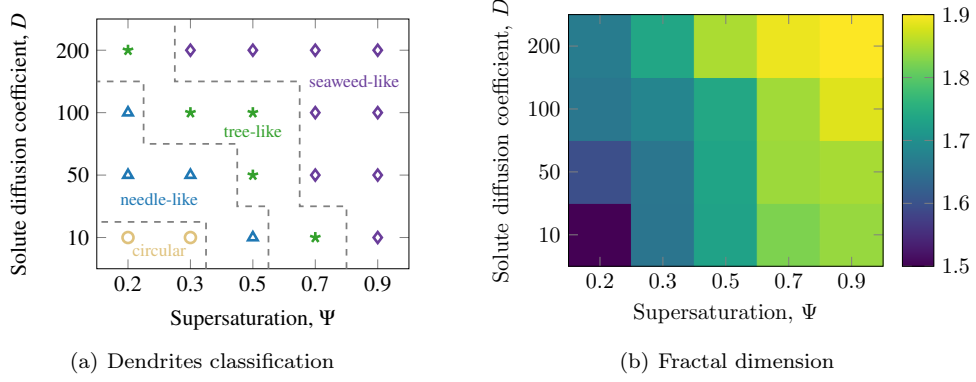 Solute diffusion coefficient, D
200
100
50
10
seaweed-like
tree-like
needle-like
circular
0.2 0.3 0.5 0.7 0.9
Supersaturation, Ψ
(a) Dendrites classification
Solute diffusion coefficient, D
200
100
50
10
0.2 0.3 0.5 0.7 0.9
Supersaturation, Ψ
1.9
1.8
1.7
1.6
1.5
(b) Fractal dimension